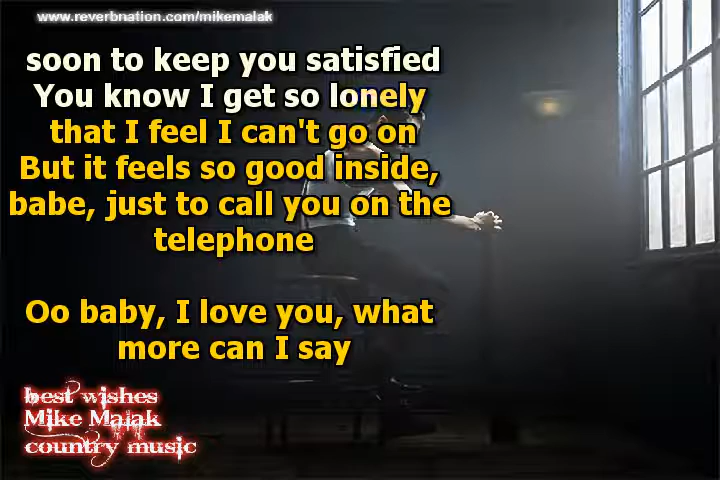 www.reverbnation.com/mikemalak
soon to keep you satisfied
You know I get so lonely
that I feel I can't go on
But it feels so good inside,
babe, just to call you on the
telephone
Oo baby, I love you, what
more can I say
best wishes
Mike Malak
country music